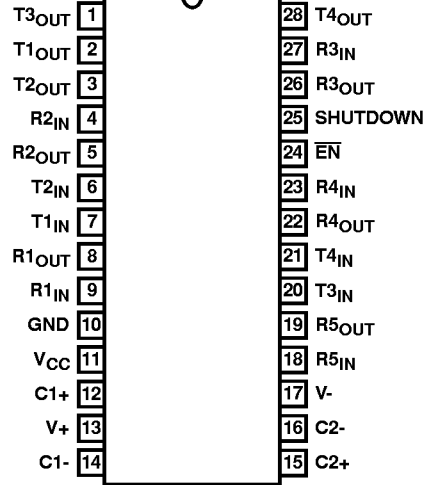 T3OUT 1 28 T4OUT
T1OUT 2 27 R3IN
T2OUT 3 26 R3OUT
R2IN 4 25 SHUTDOWN
R2OUT 5 24 E̅N̅
T2IN 6 23 R4IN
T1IN 7 22 R4OUT
R1OUT 8 21 T4IN
R1IN 9 20 T3IN
GND 10 19 R5OUT
VCC 11 18 R5IN
C1+ 12 17 V-
V+ 13 16 C2-
C1- 14 15 C2+